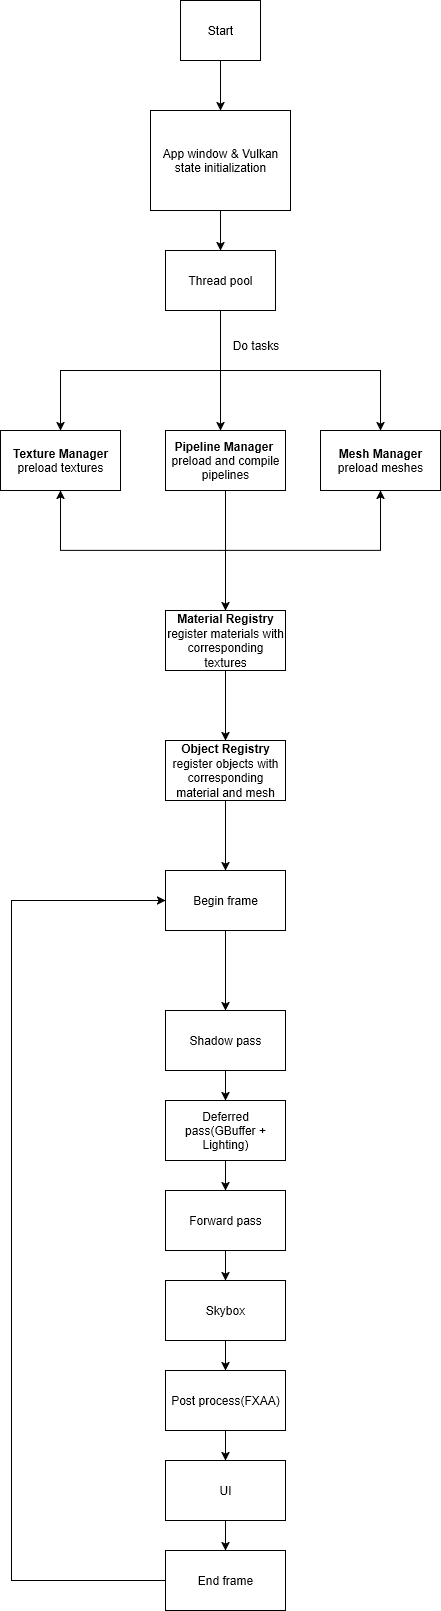 Start
App window & Vulkan
state initialization
Thread pool
Do tasks
Texture Manager
preload textures
Pipeline Manager
preload and compile
pipelines
Mesh Manager
preload meshes
Material Registry
register materials with
corresponding
textures
Object Registry
register objects with
corresponding
material and mesh
Begin frame
Shadow pass
Deferred
pass(GBuffer +
Lighting)
Forward pass
Skybox
Post process(FXAA)
UI
End frame